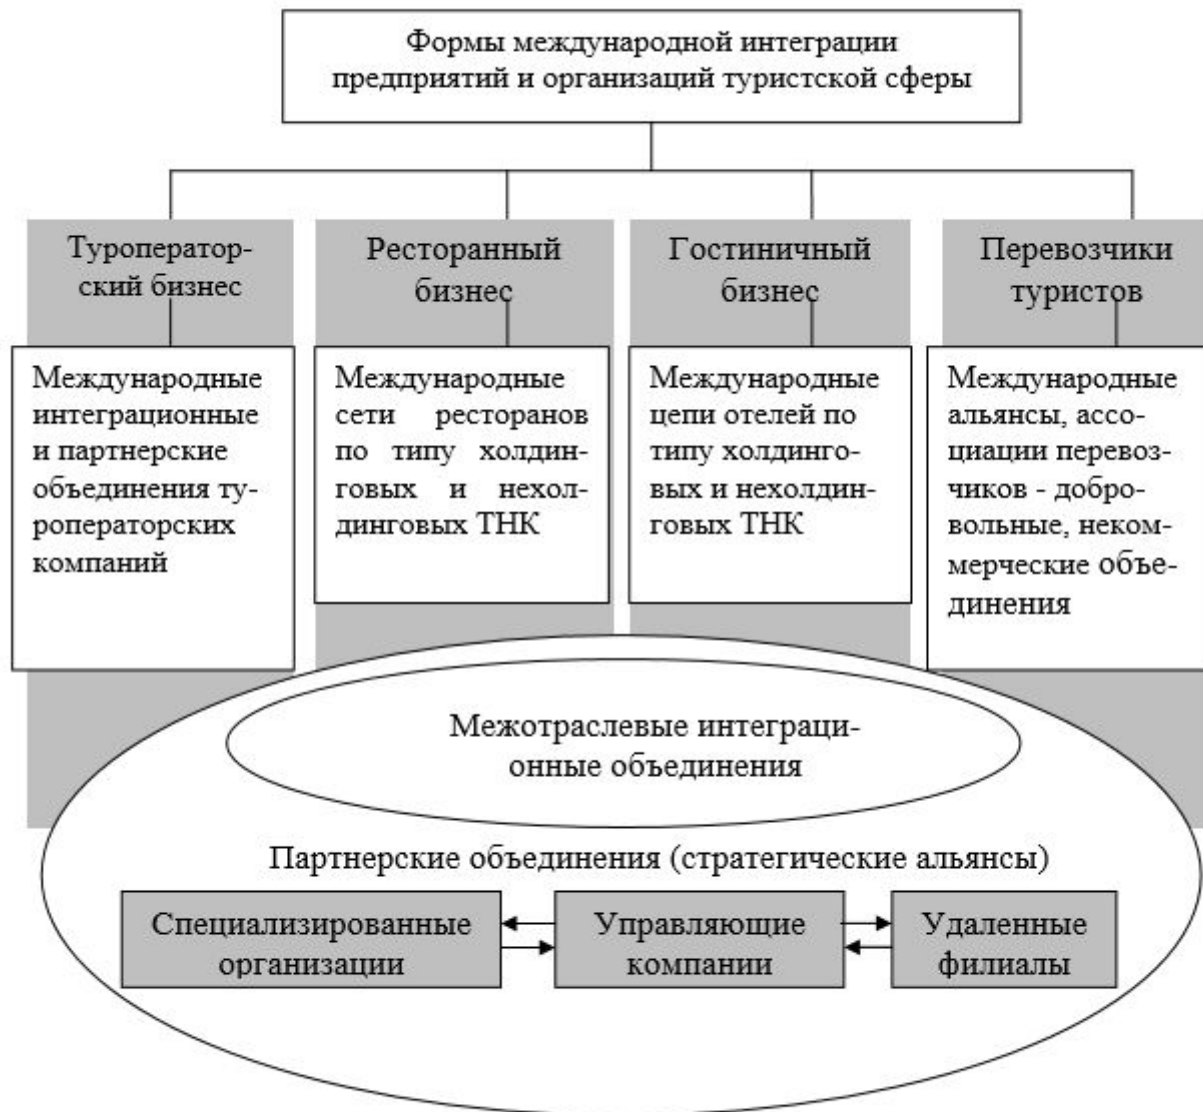 Формы международной интеграции
предприятий и организаций туристской сферы
Туроператор-
ский бизнес
Ресторанный
бизнес
Гостиничный
бизнес
Перевозчики
туристов
Международные
интеграционные
и партнерские
объединения ту-
роператорских
компаний
Международные
сети ресторанов
по типу холдин-
говых и нехол-
динговых ТНК
Международные
цепи отелей по
типу холдинго-
вых и нехолдин-
говых ТНК
Международные
альянсы, ассо-
циации перевоз-
чиков - добро-
вольные, неком-
мерческие объе-
динения
Межотраслевые интеграци-
онные объединения
Партнерские объединения (стратегические альянсы)
Специализированные
организации
Управляющие
компании
Удаленные
филиалы